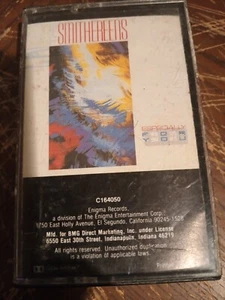 SMITHEREENS
ESPECIALLY
C164050
Enigma Records,
a division of The Enigma Entertainment Corp.
1750 East Holly Avenue, El Segundo, California 90245-1528
Mfd. for BMG Direct Marketing, Inc. under License
6550 East 30th Street, Indianapolis, Indiana 46219
All Rights Reserved. Unauthorized duplication
is a violation of applicable laws.